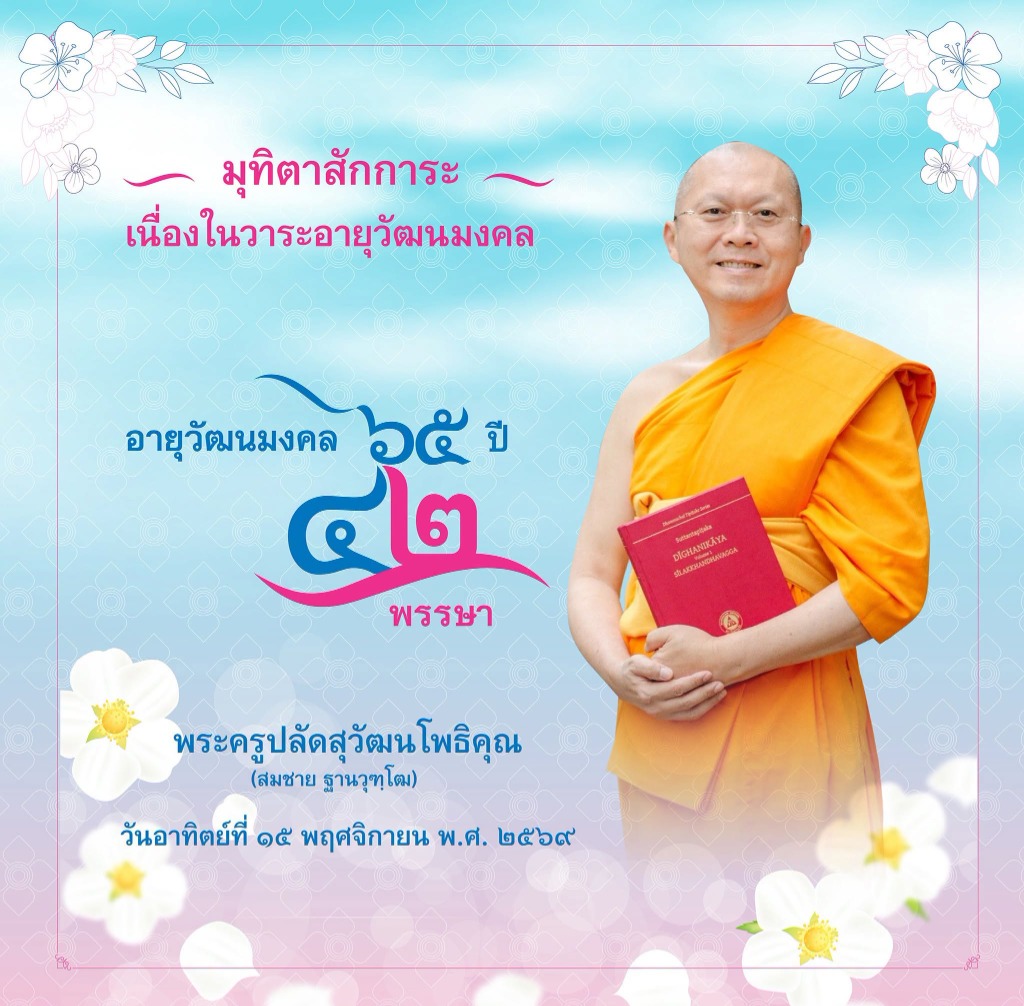 มุทิตาสักการะ
เนื่องในวาระอายุวัฒนมงคล
อายุวัฒนมงคล ๖๕ ปี
๔๒
พรรษา
Suttantapiṭaka
DĪGHANIKĀYA
Volume I
SĪLAKKHANDHAVAGGA
พระครูปลัดสุวัฒนโพธิคุณ
(สมชาย ฐานวุฑฺโฒ)
วันอาทิตย์ที่ ๑๕ พฤศจิกายน พ.ศ. ๒๕๖๙